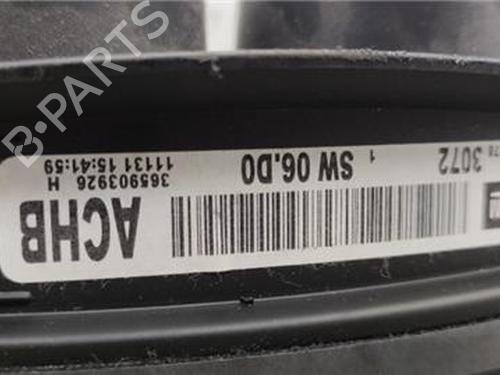 B-PARTS
3072
1
SW 06.D0
365903926 H
11131 15:41:59
ACHB